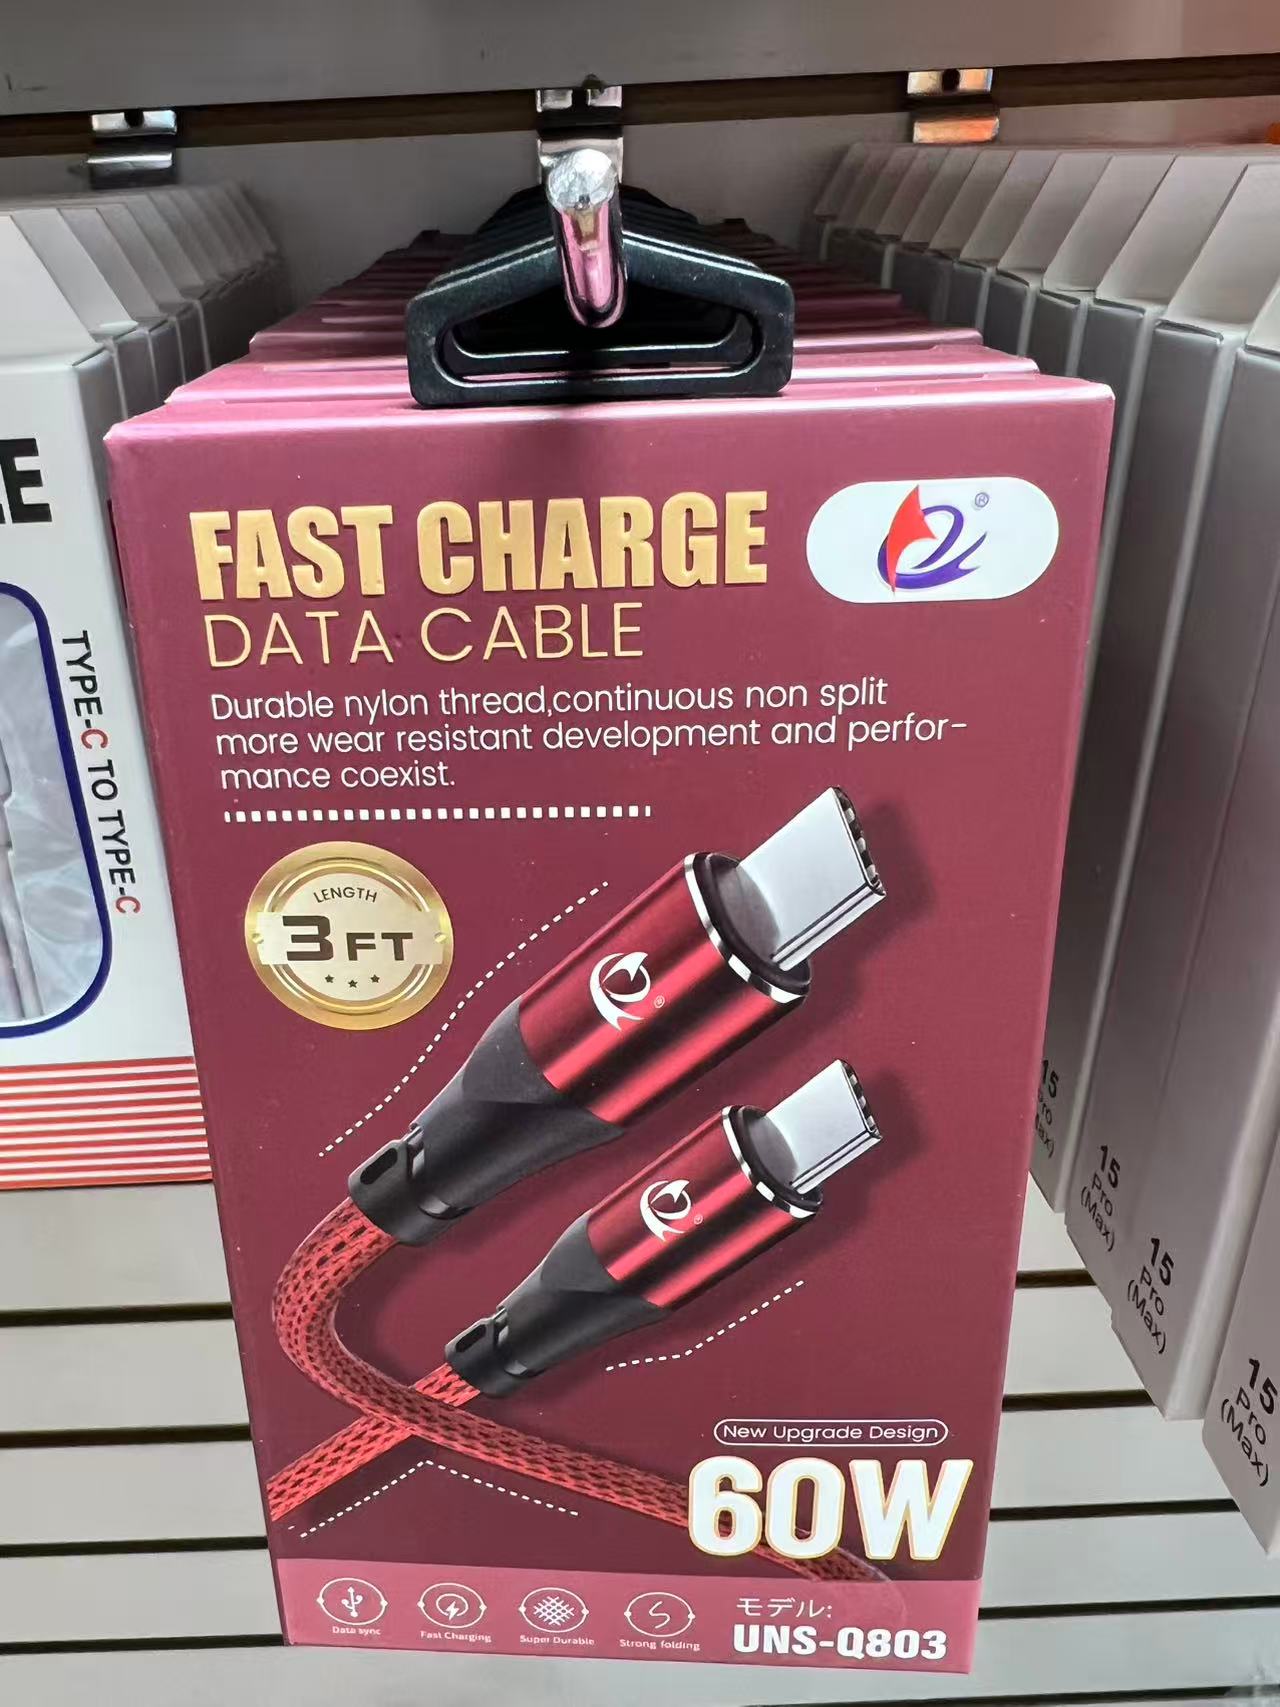 FAST CHARGE
DATA CABLE
Durable nylon thread,continuous non split
more wear resistant development and perfor-
mance coexist.
LENGTH
3FT
New Upgrade Design
60W
Data sync
Fast Charging
Super Durable
Strong folding
モデル:
UNS-Q803
TYPE-C TO TYPE-C
15
Pro
(Max)
15
Pro
(Max)
15
Pro
(Max)